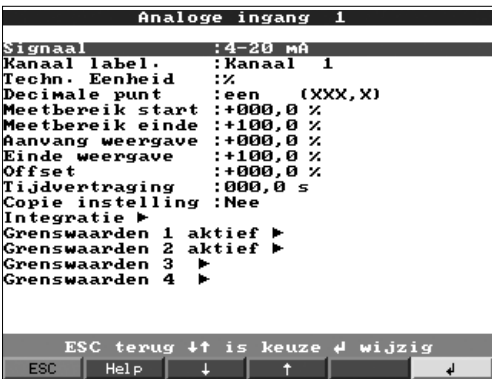 Analoge ingang 1
Signaal :4-20 mA
Kanaal label. :Kanaal 1
Techn. Eenheid :%
Decimale punt :een (XXX,X)
Meetbereik start :+000,0 %
Meetbereik einde :+100,0 %
Aanvang weergave :+000,0 %
Einde weergave :+100,0 %
Offset :+000,0 %
Tijdvertraging :000,0 s
Copie instelling :Nee
Integratie ►
Grenswaarden 1 aktief ►
Grenswaarden 2 aktief ►
Grenswaarden 3 ►
Grenswaarden 4 ►
ESC terug ↓↑ is keuze ↲ wijzig
ESC Help ↓ ↑ ↲